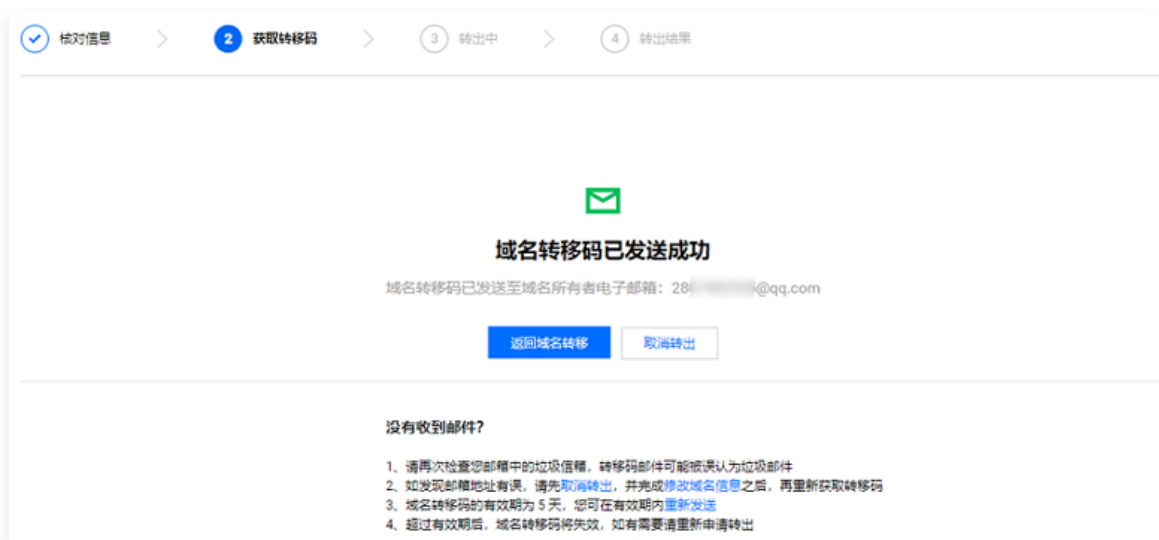 核对信息 2 获取转移码 3 转出中 4 转出结果
域名转移码已发送成功
域名转移码已发送至域名所有者电子邮箱：28 @qq.com
返回域名转移 取消转出
没有收到邮件？
1、请再次检查您邮箱中的垃圾信箱，转移码邮件可能被误认为垃圾邮件
2、如发现邮箱地址有误，请先取消转出，并完成修改域名信息之后，再重新获取转移码
3、域名转移码的有效期为 5 天，您可在有效期内重新发送
4、超过有效期后，域名转移码将失效，如有需要请重新申请转出